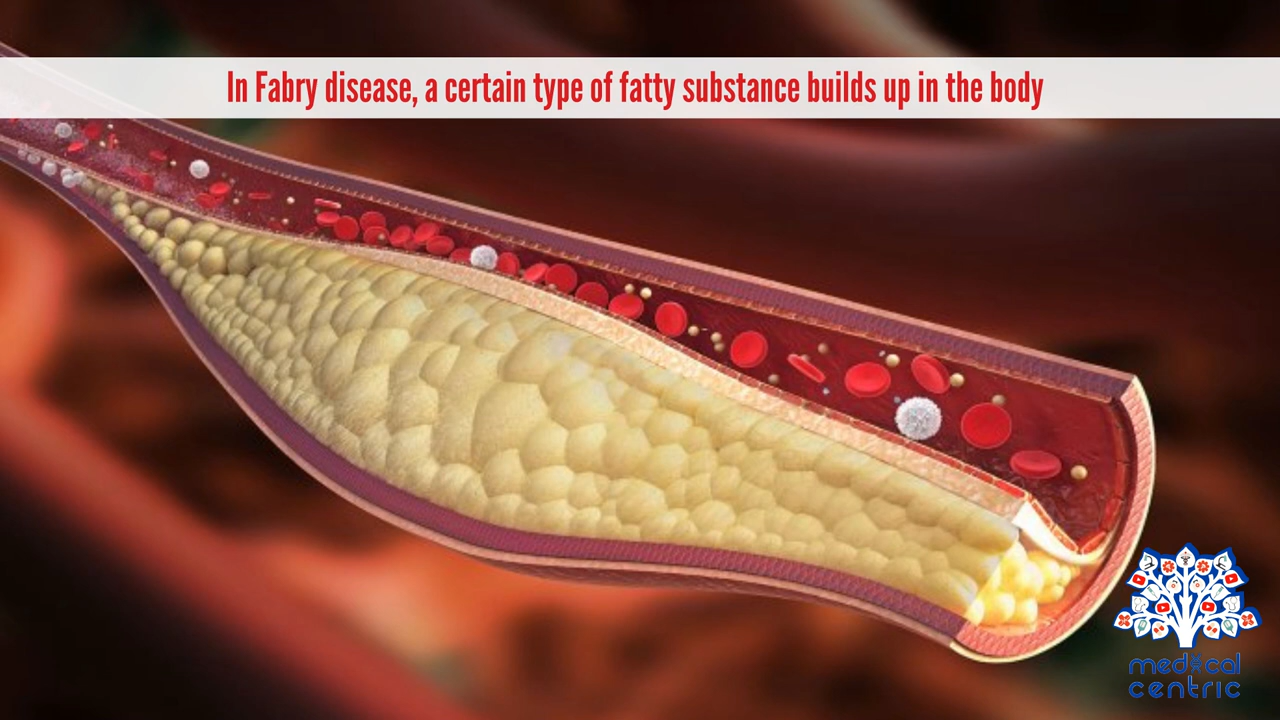 In Fabry disease, a certain type of fatty substance builds up in the body
medical
centric